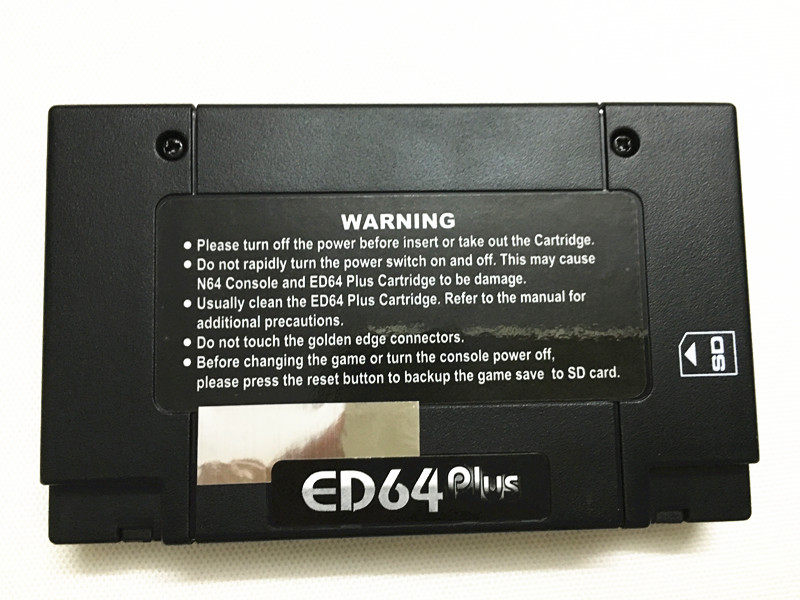 WARNING
● Please turn off the power before insert or take out the Cartridge.
● Do not rapidly turn the power switch on and off. This may cause
N64 Console and ED64 Plus Cartridge to be damage.
● Usually clean the ED64 Plus Cartridge. Refer to the manual for
additional precautions.
● Do not touch the golden edge connectors.
● Before changing the game or turn the console power off,
please press the reset button to backup the game save to SD card.
SD
ED64 Plus